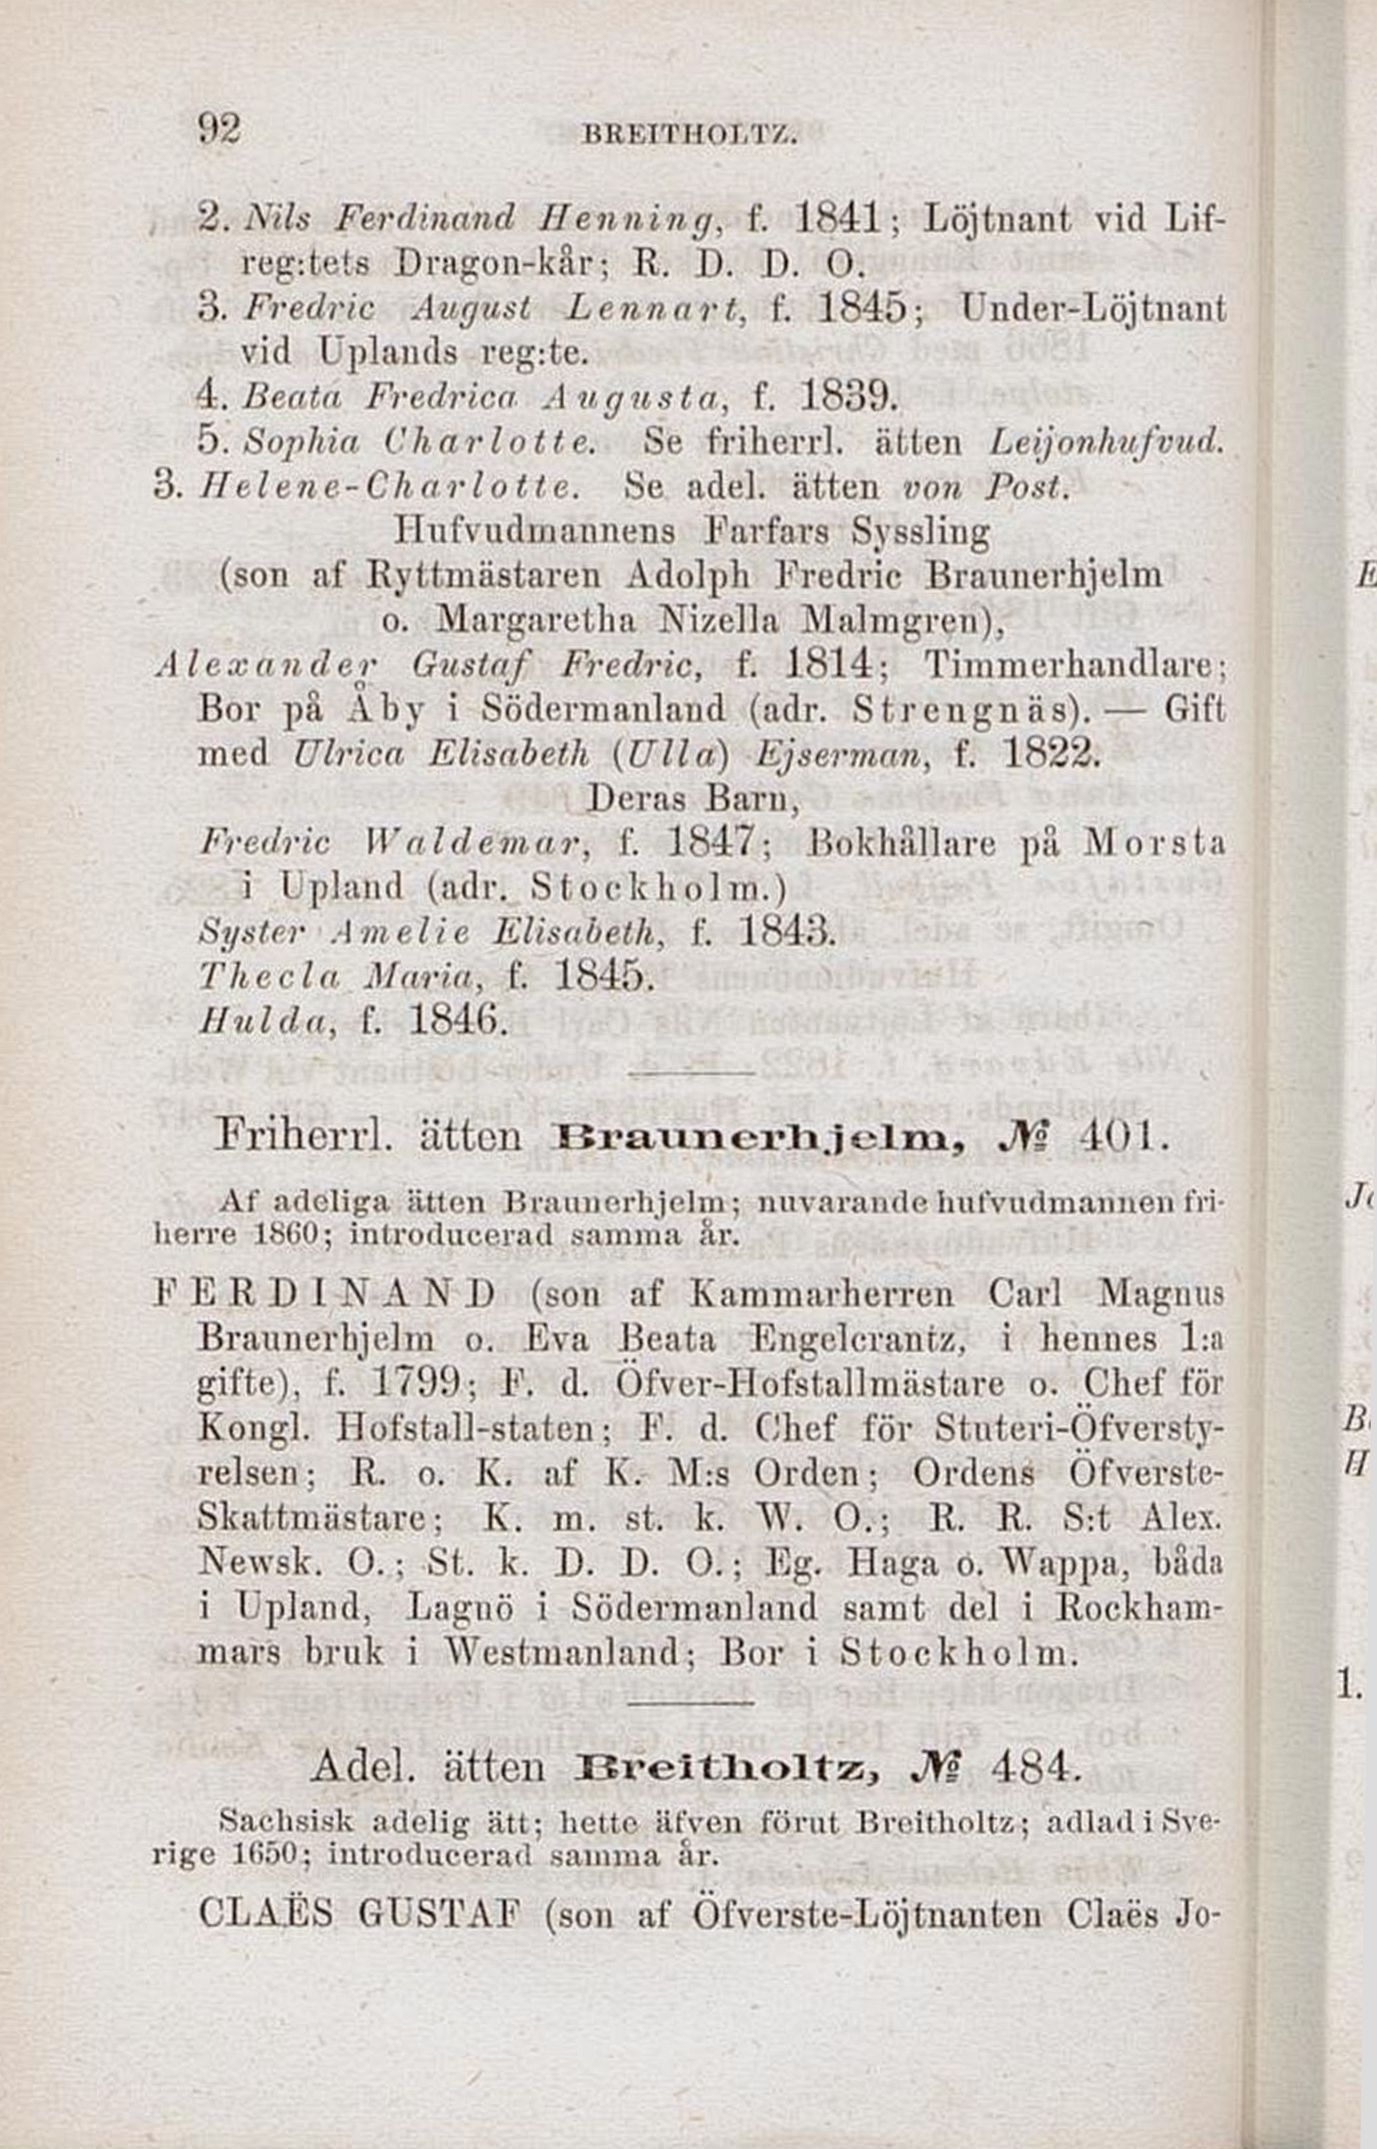 92 BREITHOLTZ.
2. Nils Ferdinand Henning, f. 1841; Löjtnant vid Lif-
reg:tets Dragon-kår; R. D. D. O.
3. Fredric August Lennart, f. 1845; Under-Löjtnant
vid Uplands reg:te.
4. Beata Fredrica Augusta, f. 1839.
5. Sophia Charlotte. Se friherrl. ätten Leijonhufvud.
3. Helene-Charlotte. Se adel. ätten von Post.
Hufvudmannens Farfars Syssling
(son af Ryttmästaren Adolph Fredric Braunerhjelm
o. Margaretha Nizella Malmgren),
Alexander Gustaf Fredric, f. 1814; Timmerhandlare;
Bor på Åby i Södermanland (adr. Strengnäs). — Gift
med Ulrica Elisabeth (Ulla) Ejserman, f. 1822.
Deras Barn,
Fredric Waldemar, f. 1847; Bokhållare på Morsta
i Upland (adr. Stockholm.)
Syster Amelie Elisabeth, f. 1843.
Thecla Maria, f. 1845.
Hulda, f. 1846.
Friherrl. ätten Braunerhjelm, № 401.
Af adeliga ätten Braunerhjelm; nuvarande hufvudmannen fri-
herre 1860; introducerad samma år.
FERDINAND (son af Kammarherren Carl Magnus
Braunerhjelm o. Eva Beata Engelcrantz, i hennes 1:a
gifte), f. 1799; F. d. Öfver-Hofstallmästare o. Chef för
Kongl. Hofstall-staten; F. d. Chef för Stuteri-Öfversty-
relsen; R. o. K. af K. M:s Orden; Ordens Öfverste-
Skattmästare; K. m. st. k. W. O.; R. R. S:t Alex.
Newsk. O.; St. k. D. D. O.; Eg. Haga o. Wappa, båda
i Upland, Lagnö i Södermanland samt del i Rockham-
mars bruk i Westmanland; Bor i Stockholm.
Adel. ätten Breitholtz, № 484.
Sachsisk adelig ätt; hette äfven förut Breitholtz; adlad i Sve-
rige 1650; introducerad samma år.
CLAËS GUSTAF (son af Öfverste-Löjtnanten Claës Jo-